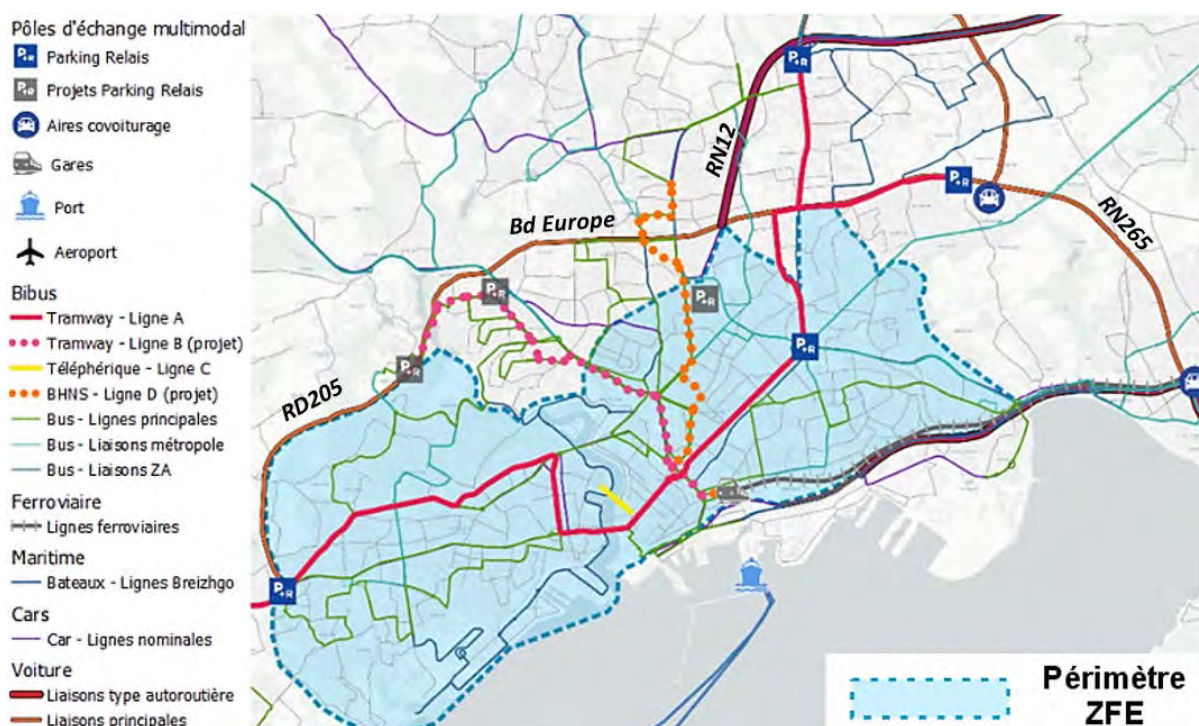 Pôles d'échange multimodal
P+R Parking Relais
P+R Projets Parking Relais
Aires covoiturage
Gares
Port
Aeroport
Bibus
Tramway - Ligne A
Tramway - Ligne B (projet)
Téléphérique - Ligne C
BHNS - Ligne D (projet)
Bus - Lignes principales
Bus - Liaisons métropole
Bus - Liaisons ZA
Ferroviaire
Lignes ferroviaires
Maritime
Bateaux - Lignes Breizhgo
Cars
Car - Lignes nominales
Voiture
Liaisons type autoroutière
Liaisons principales
P+R
RN12
P+R
Bd Europe
RN265
P+R
P+R
P+R
P+R
RD205
P+R
Périmètre
ZFE